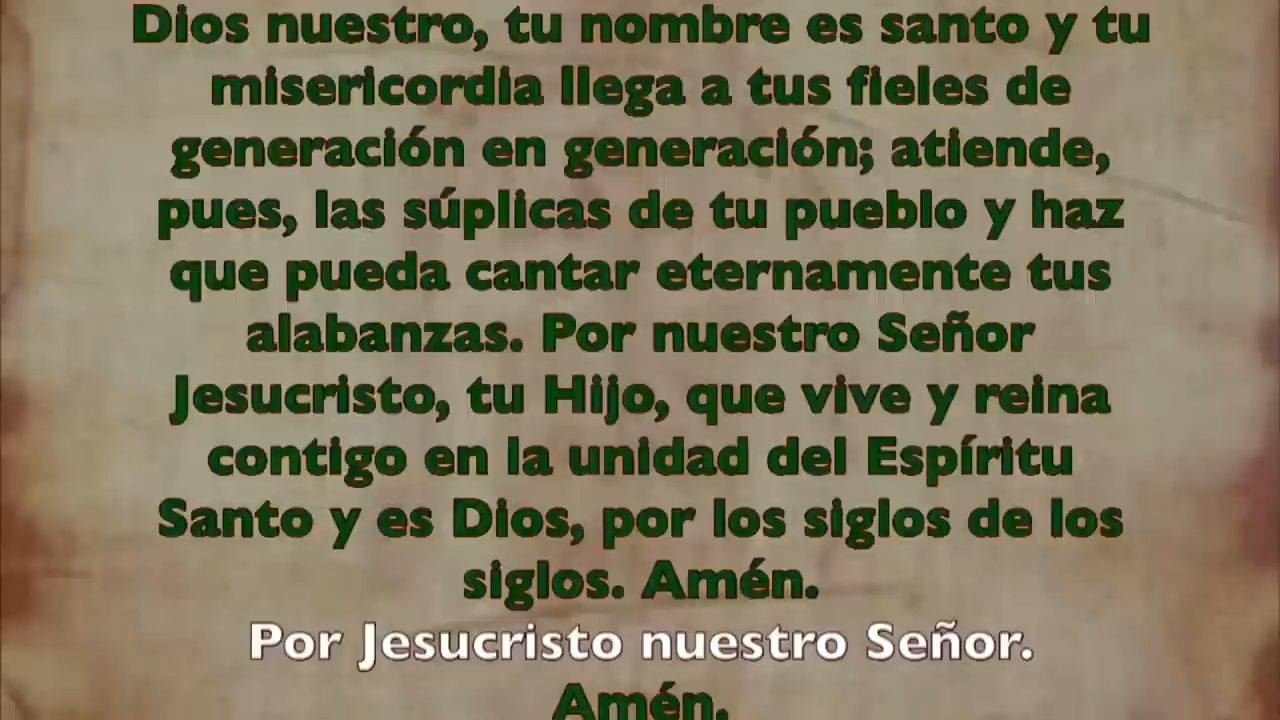 Dios nuestro, tu nombre es santo y tu
misericordia llega a tus fieles de
generación en generación; atiende,
pues, las súplicas de tu pueblo y haz
que pueda cantar eternamente tus
alabanzas. Por nuestro Señor
Jesucristo, tu Hijo, que vive y reina
contigo en la unidad del Espíritu
Santo y es Dios, por los siglos de los
siglos. Amén.
Por Jesucristo nuestro Señor.
Amén.